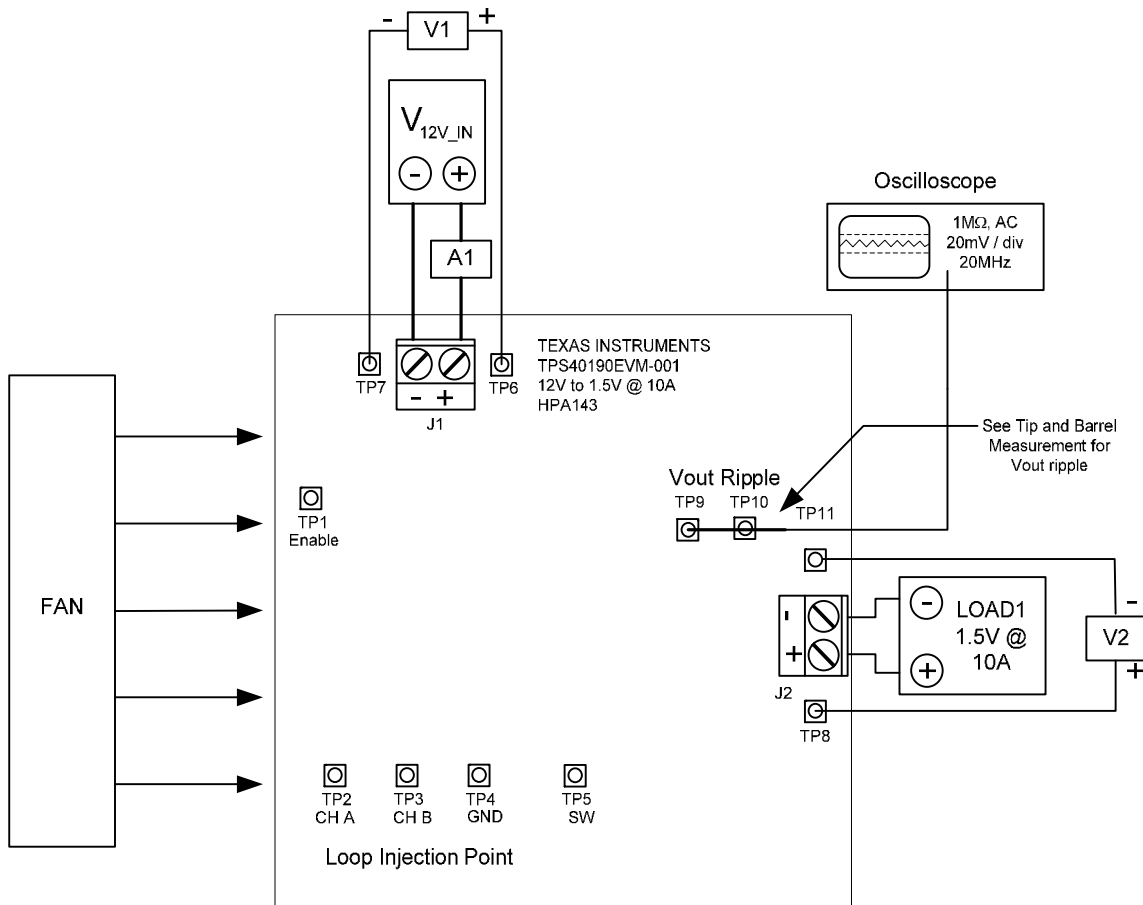 - V1 +
V12V_IN
- +
A1
Oscilloscope
1MΩ, AC
20mV / div
20MHz
TEXAS INSTRUMENTS
TPS40190EVM-001
12V to 1.5V @ 10A
HPA143
TP7
TP6
- +
J1
See Tip and Barrel
Measurement for
Vout ripple
Vout Ripple
TP9
TP10
TP11
TP1
Enable
FAN
-
+
J2
-
+
LOAD1
1.5V @
10A
-
V2
+
TP8
TP2
CH A
TP3
CH B
TP4
GND
TP5
SW
Loop Injection Point